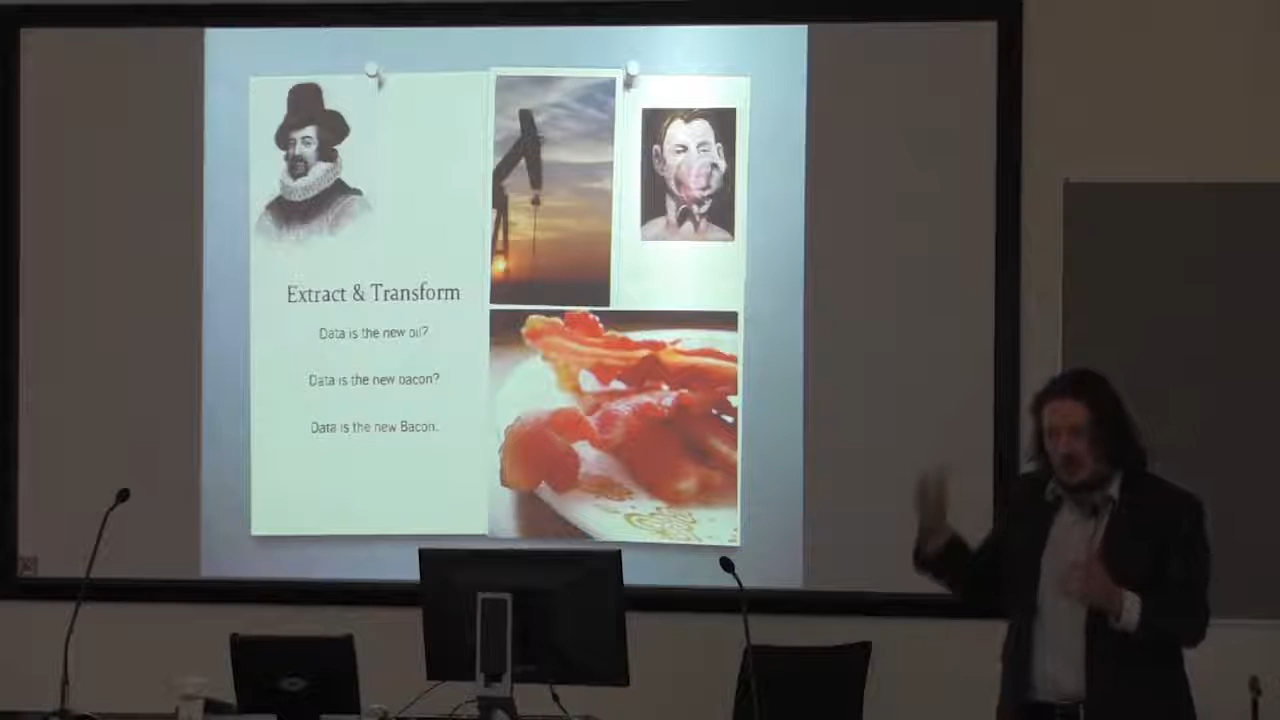 Extract & Transform
Data is the new oil?
Data is the new bacon?
Data is the new Bacon.